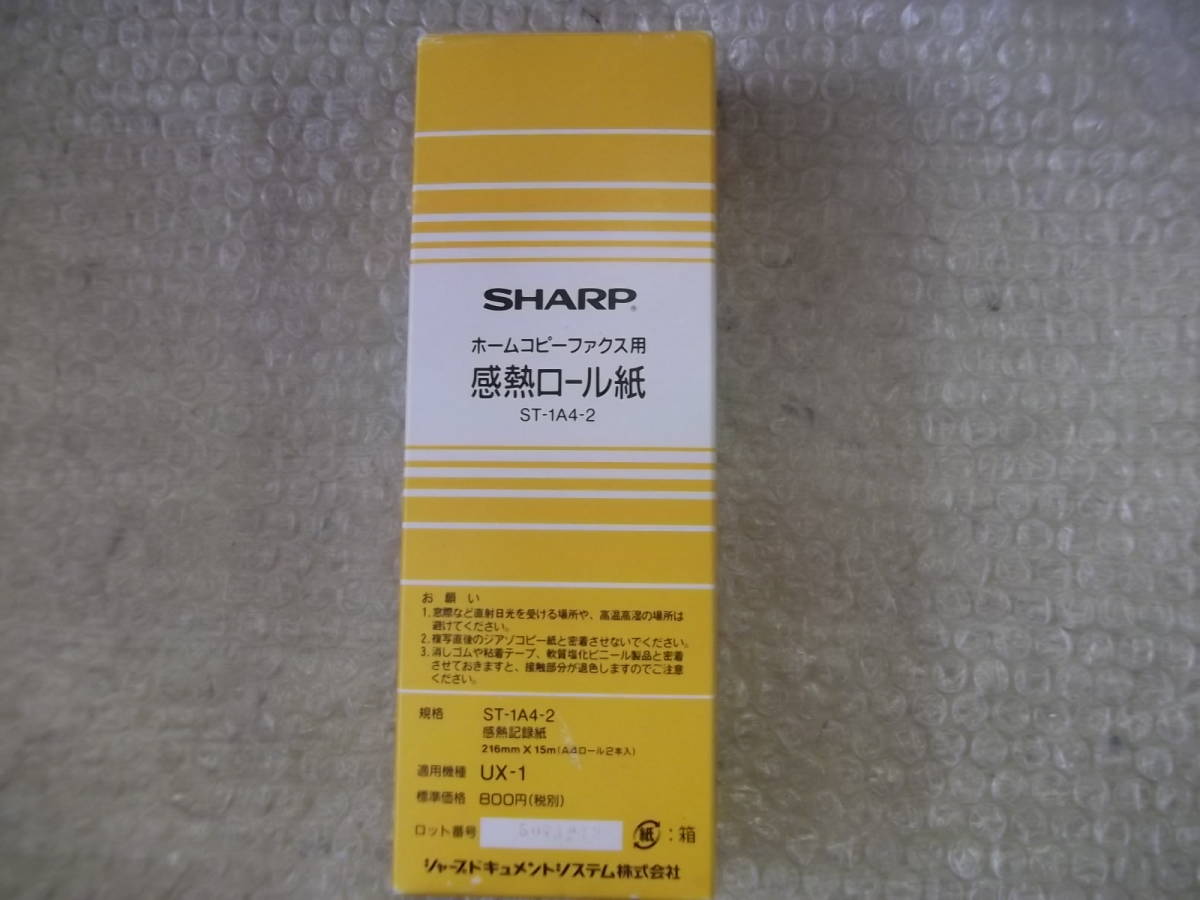 SHARP
ホームコピーファクス用
感熱ロール紙
ST-1A4-2
お願い
1.窓際など直射日光を受ける場所や、高温高湿の場所は
避けてください。
2.複写直後のジアゾコピー紙と密着させないでください。
3.消しゴムや粘着テープ、軟質塩化ビニール製品と密着
させておきますと、接触部分が退色しますのでご注意
ください。
規格 ST-1A4-2
感熱記録紙
216mm X 15m(A4ロール2本入)
適用機種 UX-1
標準価格 800円(税別)
ロット番号
紙:箱
シャープドキュメントシステム株式会社